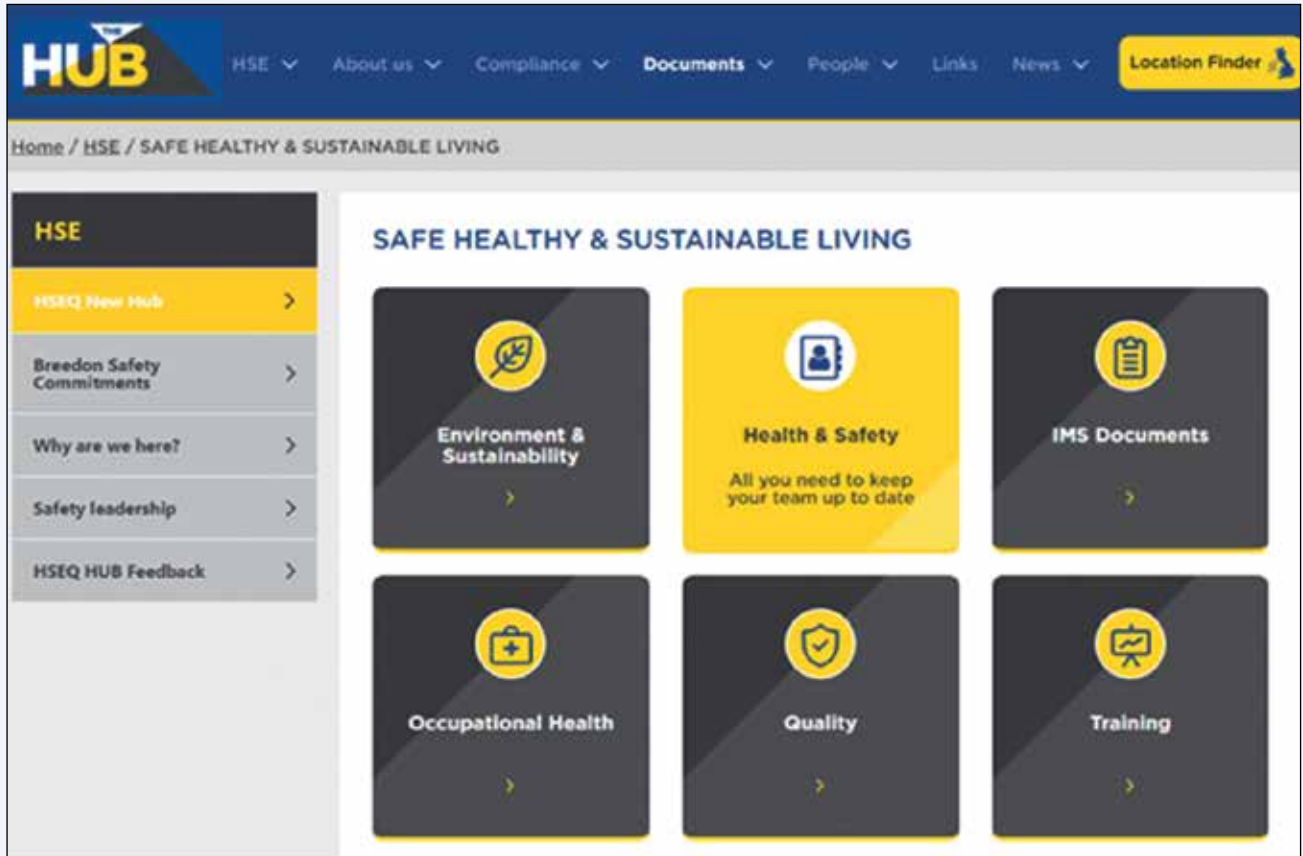 THE
HUB
HSE About us Compliance Documents People Links News Location Finder
Home / HSE / SAFE HEALTHY & SUSTAINABLE LIVING
HSE
HSEQ New Hub
Breedon Safety
Commitments
Why are we here?
Safety leadership
HSEQ HUB Feedback
SAFE HEALTHY & SUSTAINABLE LIVING
Environment &
Sustainability
Health & Safety
All you need to keep
your team up to date
IMS Documents
Occupational Health
Quality
Training